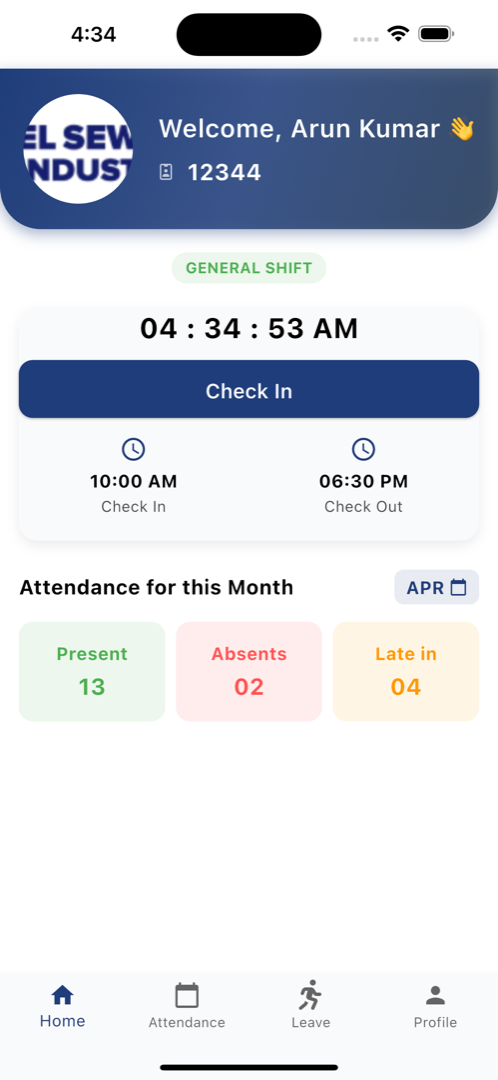 4:34
EL SEW
NDUST
Welcome, Arun Kumar 👋
12344
GENERAL SHIFT
04 : 34 : 53 AM
Check In
10:00 AM
Check In
06:30 PM
Check Out
Attendance for this Month
APR
Present
13
Absents
02
Late in
04
Home
Attendance
Leave
Profile